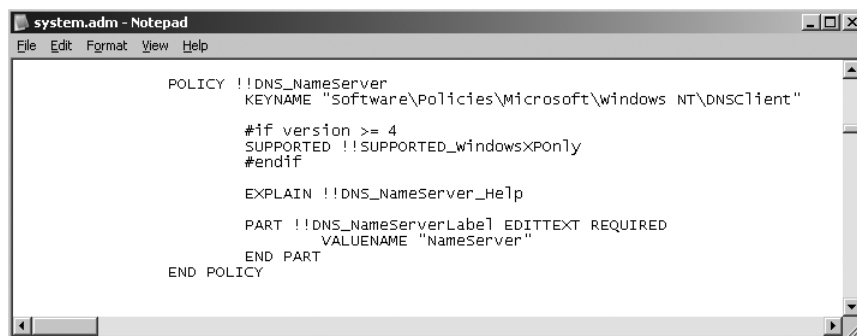 system.adm - Notepad
File Edit Format View Help
POLICY !!DNS_NameServer
KEYNAME "Software\Policies\Microsoft\Windows NT\DNSClient"
#if version >= 4
SUPPORTED !!SUPPORTED_WindowsXPOnly
#endif
EXPLAIN !!DNS_NameServer_Help
PART !!DNS_NameServerLabel EDITTEXT REQUIRED
VALUENAME "NameServer"
END PART
END POLICY